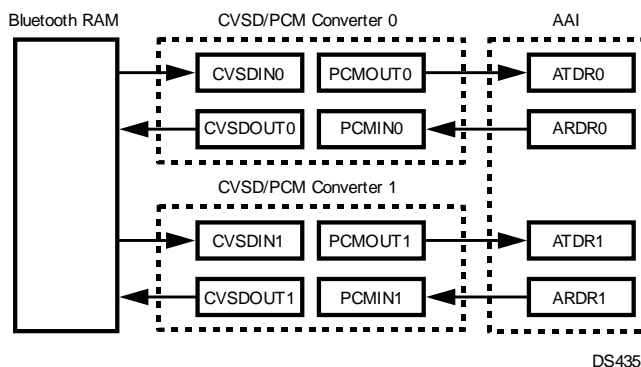 Bluetooth RAM CVSD/PCM Converter 0 AAI
CVSDIN0 PCMOUT0 ATDR0
CVSDOUT0 PCMIN0 ARDR0
CVSD/PCM Converter 1
CVSDIN1 PCMOUT1 ATDR1
CVSDOUT1 PCMIN1 ARDR1
DS435